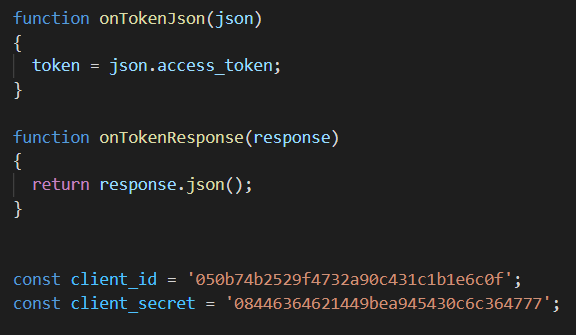 function onTokenJson(json)
{
  token = json.access_token;
}
function onTokenResponse(response)
{
  return response.json();
}
const client_id = '050b74b2529f4732a90c431c1b1e6c0f';
const client_secret = '08446364621449bea945430c6c364777';